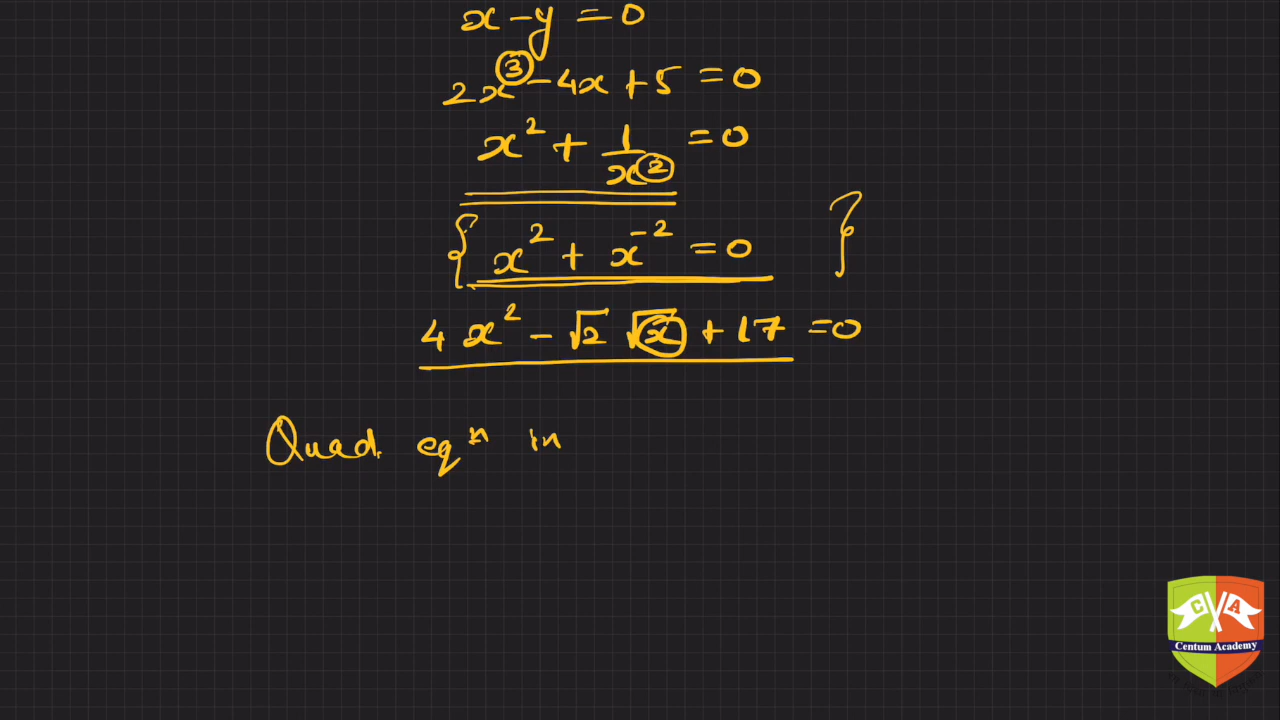 x - y = 0
2x³ - 4x + 5 = 0
x² + 1/x² = 0
{ x² + x⁻² = 0 }
4x² - √2 √x + 17 = 0
Quad. eqⁿ in
C A
Centum Academy